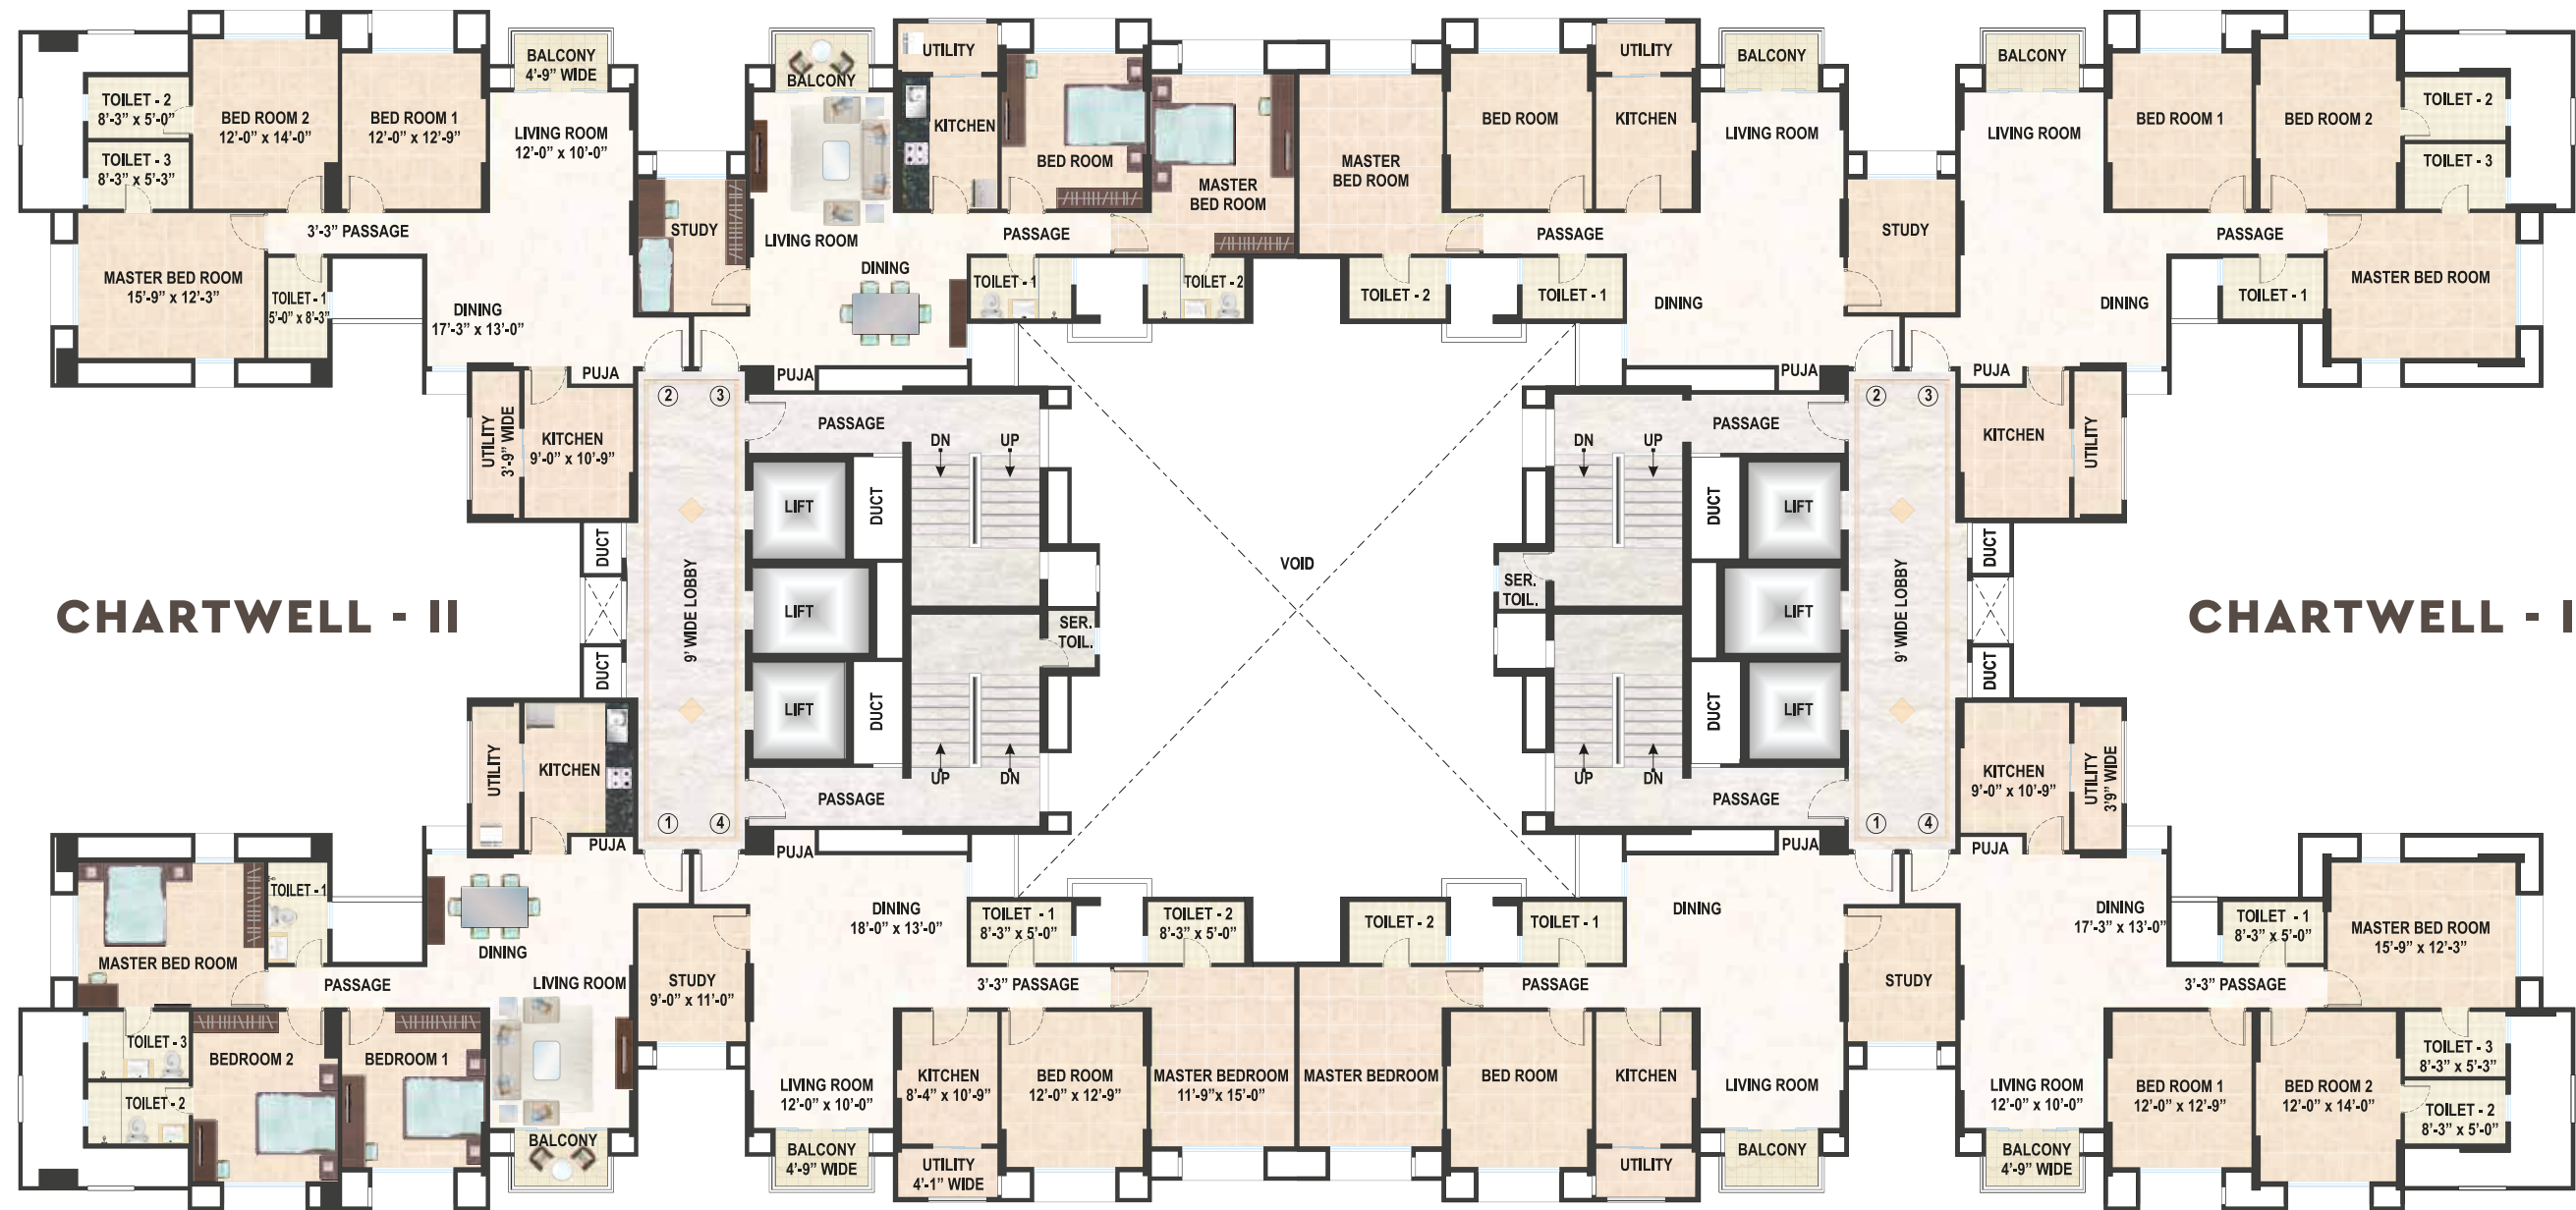 BALCONY
4'-9" WIDE
TOILET - 2
8'-3" x 5'-0"
BED ROOM 2
12'-0" x 14'-0"
BED ROOM 1
12'-0" x 12'-9"
LIVING ROOM
12'-0" x 10'-0"
TOILET - 3
8'-3" x 5'-3"
3'-3" PASSAGE
MASTER BED ROOM
15'-9" x 12'-3"
TOILET - 1
5'-0" x 8'-3"
DINING
17'-3" x 13'-0"
PUJA
UTILITY
3'-9" WIDE
KITCHEN
9'-0" x 10'-9"
BALCONY
UTILITY
KITCHEN
BED ROOM
MASTER
BED ROOM
STUDY
LIVING ROOM
PASSAGE
DINING
TOILET - 1
TOILET - 2
PUJA
UTILITY
BALCONY
BED ROOM
KITCHEN
LIVING ROOM
MASTER
BED ROOM
PASSAGE
STUDY
TOILET - 2
TOILET - 1
DINING
PUJA
BALCONY
LIVING ROOM
BED ROOM 1
BED ROOM 2
TOILET - 2
TOILET - 3
PASSAGE
MASTER BED ROOM
TOILET - 1
DINING
PUJA
KITCHEN
UTILITY
2
3
PASSAGE
DN
UP
LIFT
DUCT
DUCT
9' WIDE LOBBY
LIFT
SER.
TOIL.
DUCT
LIFT
DUCT
UP
DN
PASSAGE
1
4
CHARTWELL - II
VOID
2
3
PASSAGE
DN
UP
DUCT
LIFT
DUCT
SER.
TOIL.
LIFT
9' WIDE LOBBY
DUCT
LIFT
DUCT
UP
DN
PASSAGE
1
4
CHARTWELL - I
UTILITY
KITCHEN
PUJA
TOILET - 1
MASTER BED ROOM
DINING
PASSAGE
LIVING ROOM
TOILET - 3
BEDROOM 2
BEDROOM 1
TOILET - 2
BALCONY
PUJA
DINING
18'-0" x 13'-0"
TOILET - 1
8'-3" x 5'-0"
TOILET - 2
8'-3" x 5'-0"
STUDY
9'-0" x 11'-0"
3'-3" PASSAGE
LIVING ROOM
12'-0" x 10'-0"
KITCHEN
8'-4" x 10'-9"
BED ROOM
12'-0" x 12'-9"
MASTER BEDROOM
11'-9" x 15'-0"
BALCONY
4'-9" WIDE
UTILITY
4'-1" WIDE
PUJA
TOILET - 2
TOILET - 1
DINING
PASSAGE
STUDY
MASTER BEDROOM
BED ROOM
KITCHEN
LIVING ROOM
UTILITY
BALCONY
KITCHEN
9'-0" x 10'-9"
UTILITY
3'9" WIDE
PUJA
DINING
17'-3" x 13'-0"
TOILET - 1
8'-3" x 5'-0"
MASTER BED ROOM
15'-9" x 12'-3"
3'-3" PASSAGE
LIVING ROOM
12'-0" x 10'-0"
BED ROOM 1
12'-0" x 12'-9"
BED ROOM 2
12'-0" x 14'-0"
TOILET - 3
8'-3" x 5'-3"
TOILET - 2
8'-3" x 5'-0"
BALCONY
4'-9" WIDE